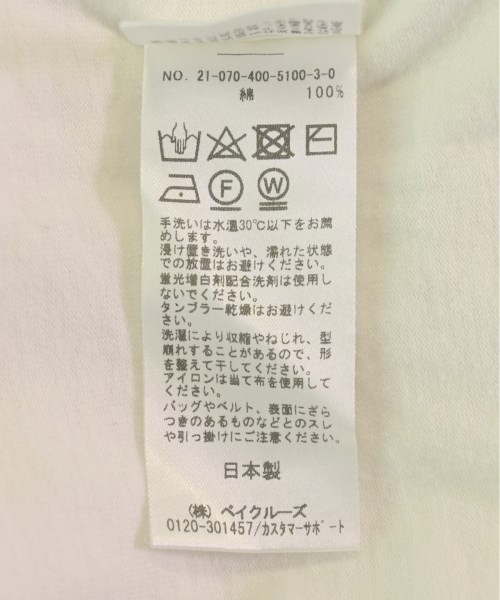 NO. 21-070-400-5100-3-0
綿 100%
F
W
手洗いは水温30℃以下をお薦
めします。
浸け置き洗いや、濡れた状態
での放置はお避けください。
蛍光増白剤配合洗剤は使用し
ないでください。
タンブラー乾燥はお避けくださ
い。
洗濯により収縮やねじれ、型
崩れすることがあるので、形
を整えて干してください。
アイロンは当て布を使用して
ください。
バッグやベルト、表面にざら
つきのあるものなどとのスレ
や引っ掛けにご注意ください。
日本製
(株) ベイクルーズ
0120-301457/カスタマーサポート